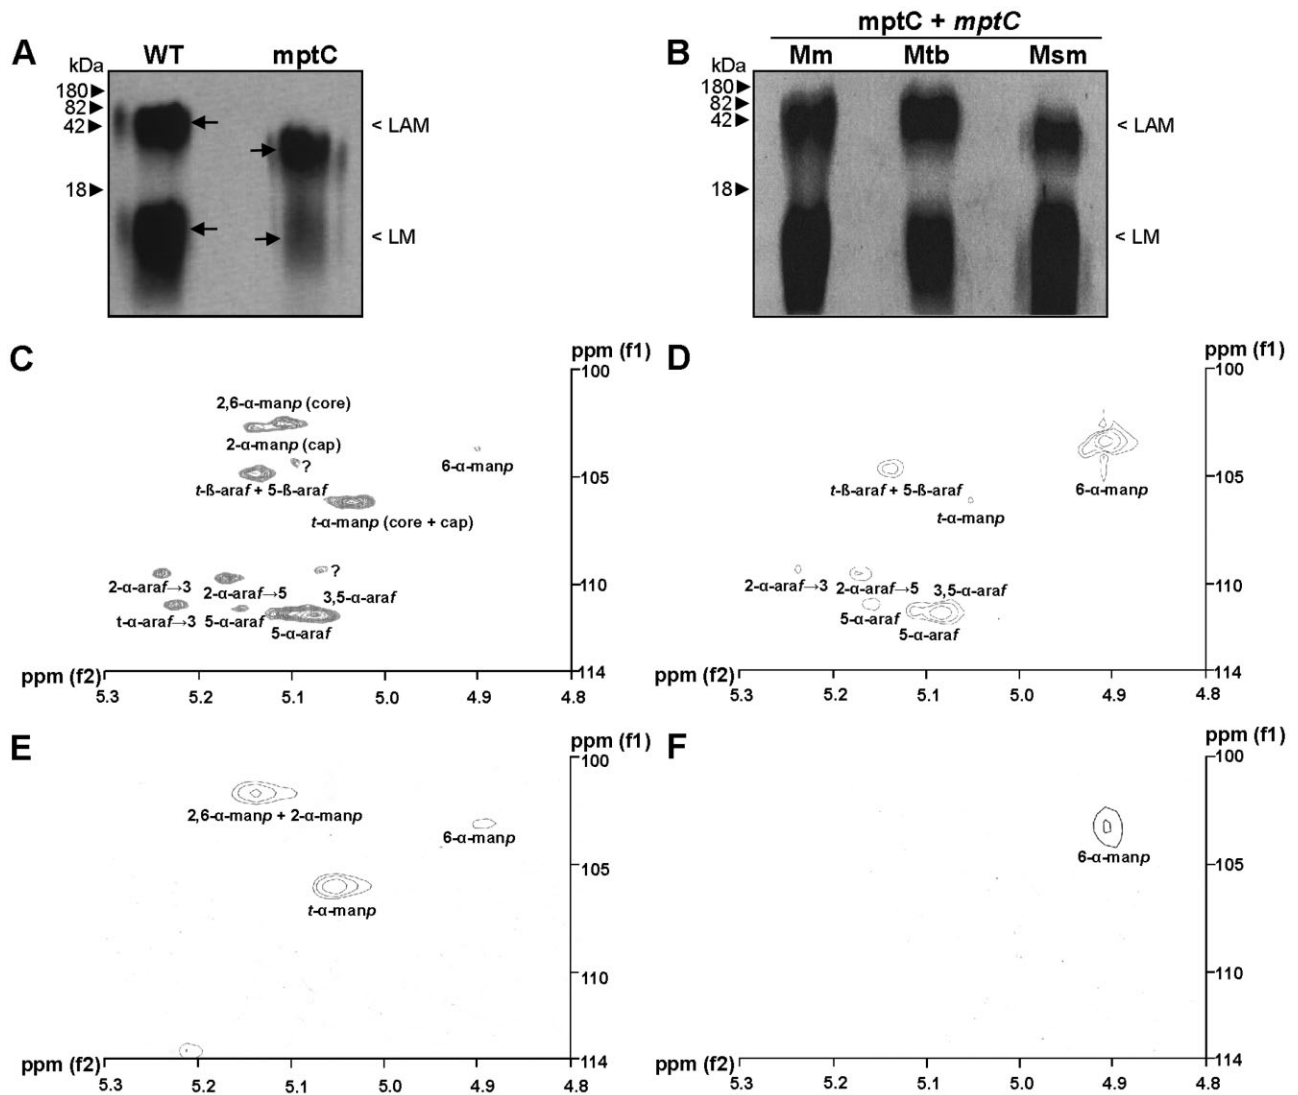 A
WT
mptC
kDa
180
82
42
18
< LAM
< LM
B
mptC + mptC
Mm
Mtb
Msm
kDa
180
82
42
18
< LAM
< LM
C
ppm (f1)
100
2,6-α-manp (core)
2-α-manp (cap)
?
6-α-manp
105
t-ß-araf + 5-ß-araf
t-α-manp (core + cap)
?
110
2-α-araf→3
2-α-araf→5
3,5-α-araf
t-α-araf→3
5-α-araf
5-α-araf
114
ppm (f2)
5.3 5.2 5.1 5.0 4.9 4.8
D
ppm (f1)
100
105
t-ß-araf + 5-ß-araf
6-α-manp
t-α-manp
110
2-α-araf→3
2-α-araf→5
3,5-α-araf
5-α-araf
5-α-araf
114
ppm (f2)
5.3 5.2 5.1 5.0 4.9 4.8
E
ppm (f1)
100
2,6-α-manp + 2-α-manp
6-α-manp
105
t-α-manp
110
114
ppm (f2)
5.3 5.2 5.1 5.0 4.9 4.8
F
ppm (f1)
100
6-α-manp
105
110
114
ppm (f2)
5.3 5.2 5.1 5.0 4.9 4.8